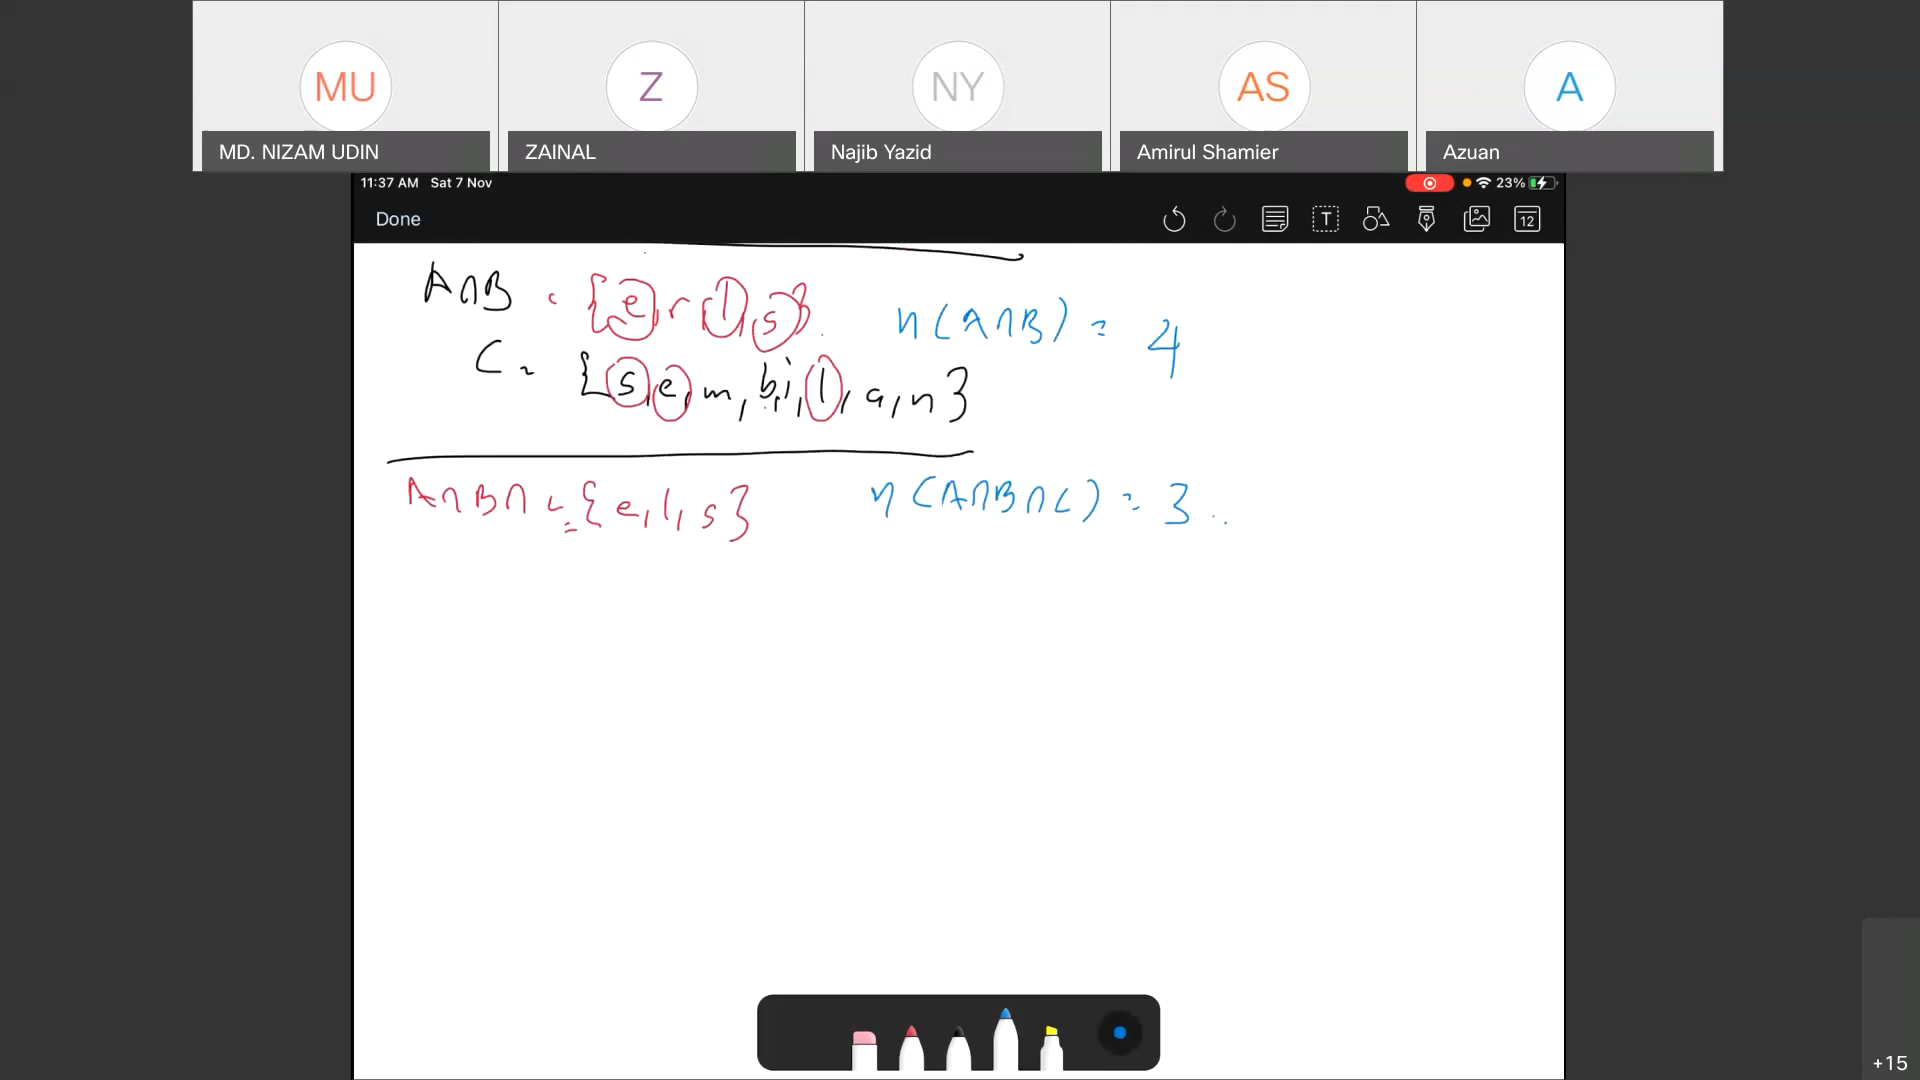 MU
Z
NY
AS
A
MD. NIZAM UDIN
ZAINAL
Najib Yazid
Amirul Shamier
Azuan
11:37 AM Sat 7 Nov
23%
Done
T
12
A∩B = {e, r, l, s} n(A∩B) = 4
C = {s, e, m, b, i, l, a, n}
A∩B∩C = {e, l, s} n(A∩B∩C) = 3
+15